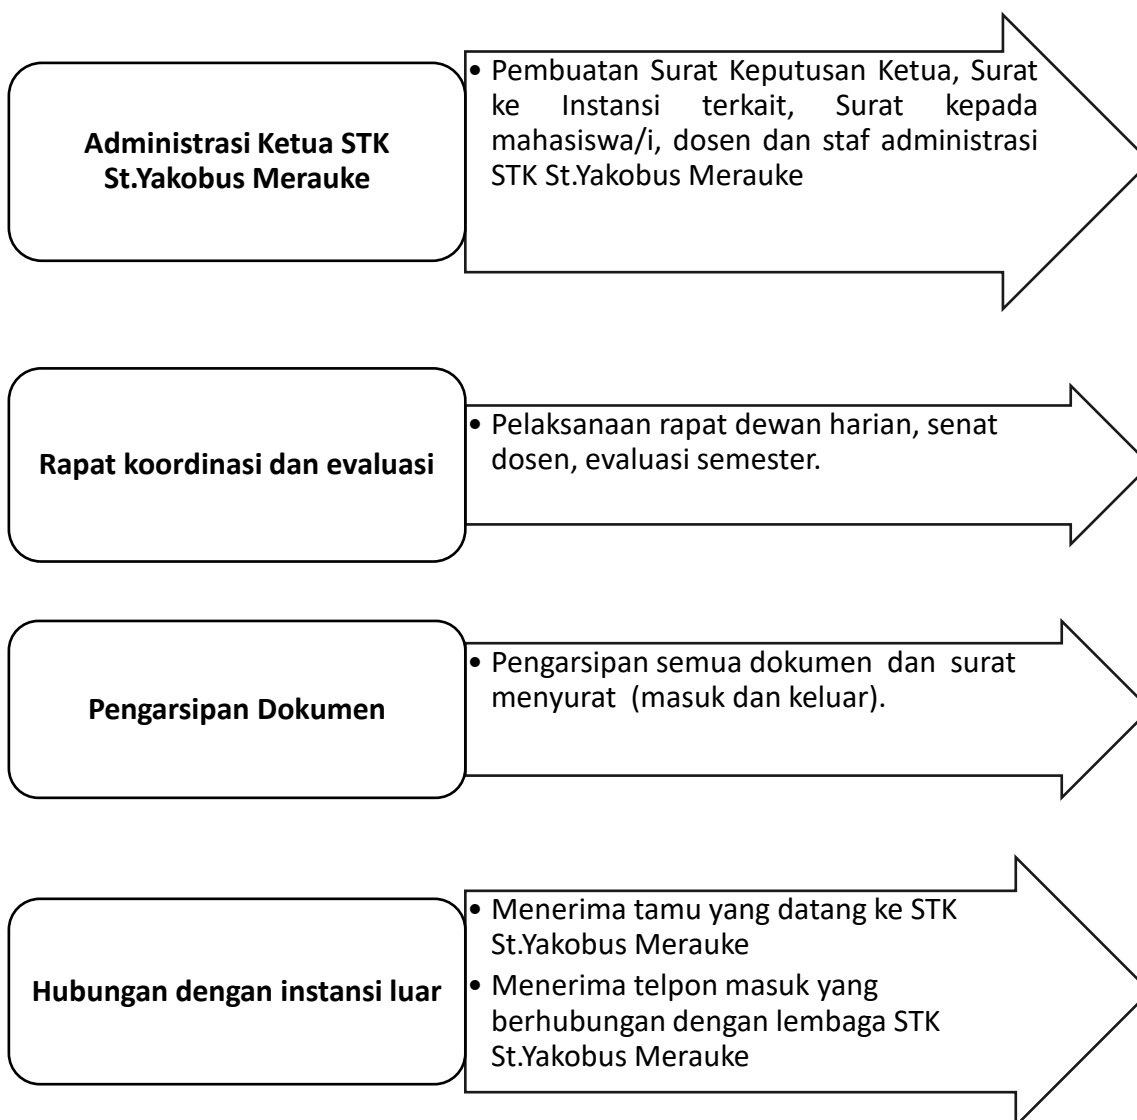 Administrasi Ketua STK
St.Yakobus Merauke
• Pembuatan Surat Keputusan Ketua, Surat
ke Instansi terkait, Surat kepada
mahasiswa/i, dosen dan staf administrasi
STK St.Yakobus Merauke
Rapat koordinasi dan evaluasi
• Pelaksanaan rapat dewan harian, senat
dosen, evaluasi semester.
Pengarsipan Dokumen
• Pengarsipan semua dokumen dan surat
menyurat (masuk dan keluar).
Hubungan dengan instansi luar
• Menerima tamu yang datang ke STK
St.Yakobus Merauke
• Menerima telpon masuk yang
berhubungan dengan lembaga STK
St.Yakobus Merauke